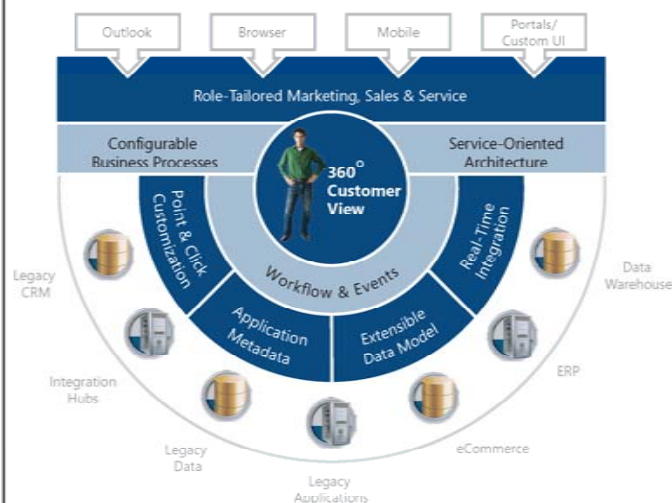 Outlook
Browser
Mobile
Portals/
Custom UI
Role-Tailored Marketing, Sales & Service
Configurable
Business Processes
Service-Oriented
Architecture
360°
Customer
View
Point & Click
Customization
Real-Time
Integration
Workflow & Events
Application
Metadata
Extensible
Data Model
Legacy
CRM
Data
Warehouse
Integration
Hubs
ERP
Legacy
Data
eCommerce
Legacy
Applications